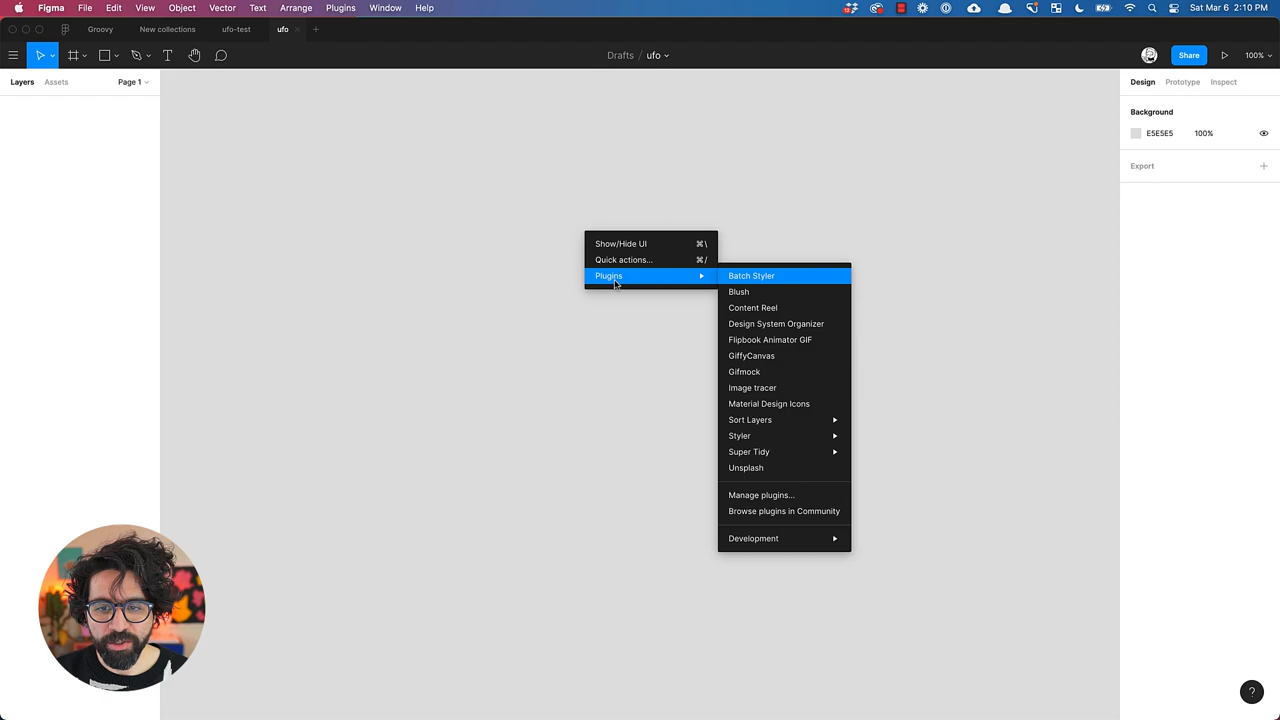 Figma File Edit View Object Vector Text Arrange Plugins Window Help Sat Mar 5 2:10 PM
Groovy New collections ufo-test ufo
Drafts / ufo Share 100%
Layers Assets Page 1 Design Prototype Inspect
Background
E5E5E5 100%
Export
Show/Hide UI ⌘\
Quick actions... ⌘/
Plugins
Batch Styler
Blush
Content Reel
Design System Organizer
Flipbook Animator GIF
GiffyCanvas
Gifmock
Image tracer
Material Design Icons
Sort Layers
Styler
Super Tidy
Unsplash
Manage plugins...
Browse plugins in Community
Development
?